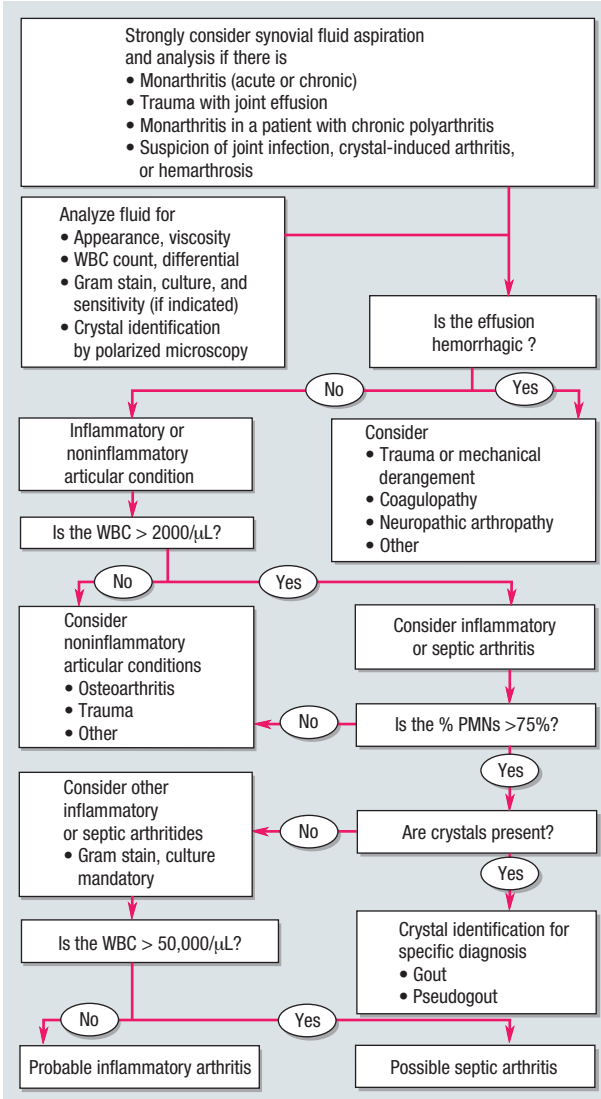 Strongly consider synovial fluid aspiration
and analysis if there is
• Monarthritis (acute or chronic)
• Trauma with joint effusion
• Monarthritis in a patient with chronic polyarthritis
• Suspicion of joint infection, crystal-induced arthritis,
or hemarthrosis
Analyze fluid for
• Appearance, viscosity
• WBC count, differential
• Gram stain, culture, and
sensitivity (if indicated)
• Crystal identification
by polarized microscopy
Is the effusion
hemorrhagic ?
No
Yes
Inflammatory or
noninflammatory
articular condition
Consider
• Trauma or mechanical
derangement
• Coagulopathy
• Neuropathic arthropathy
• Other
Is the WBC > 2000/μL?
No
Yes
Consider
noninflammatory
articular conditions
• Osteoarthritis
• Trauma
• Other
Consider inflammatory
or septic arthritis
No
Is the % PMNs >75%?
Yes
Consider other
inflammatory
or septic arthritides
• Gram stain, culture
mandatory
No
Are crystals present?
Yes
Is the WBC > 50,000/μL?
Crystal identification for
specific diagnosis
• Gout
• Pseudogout
No
Yes
Probable inflammatory arthritis
Possible septic arthritis